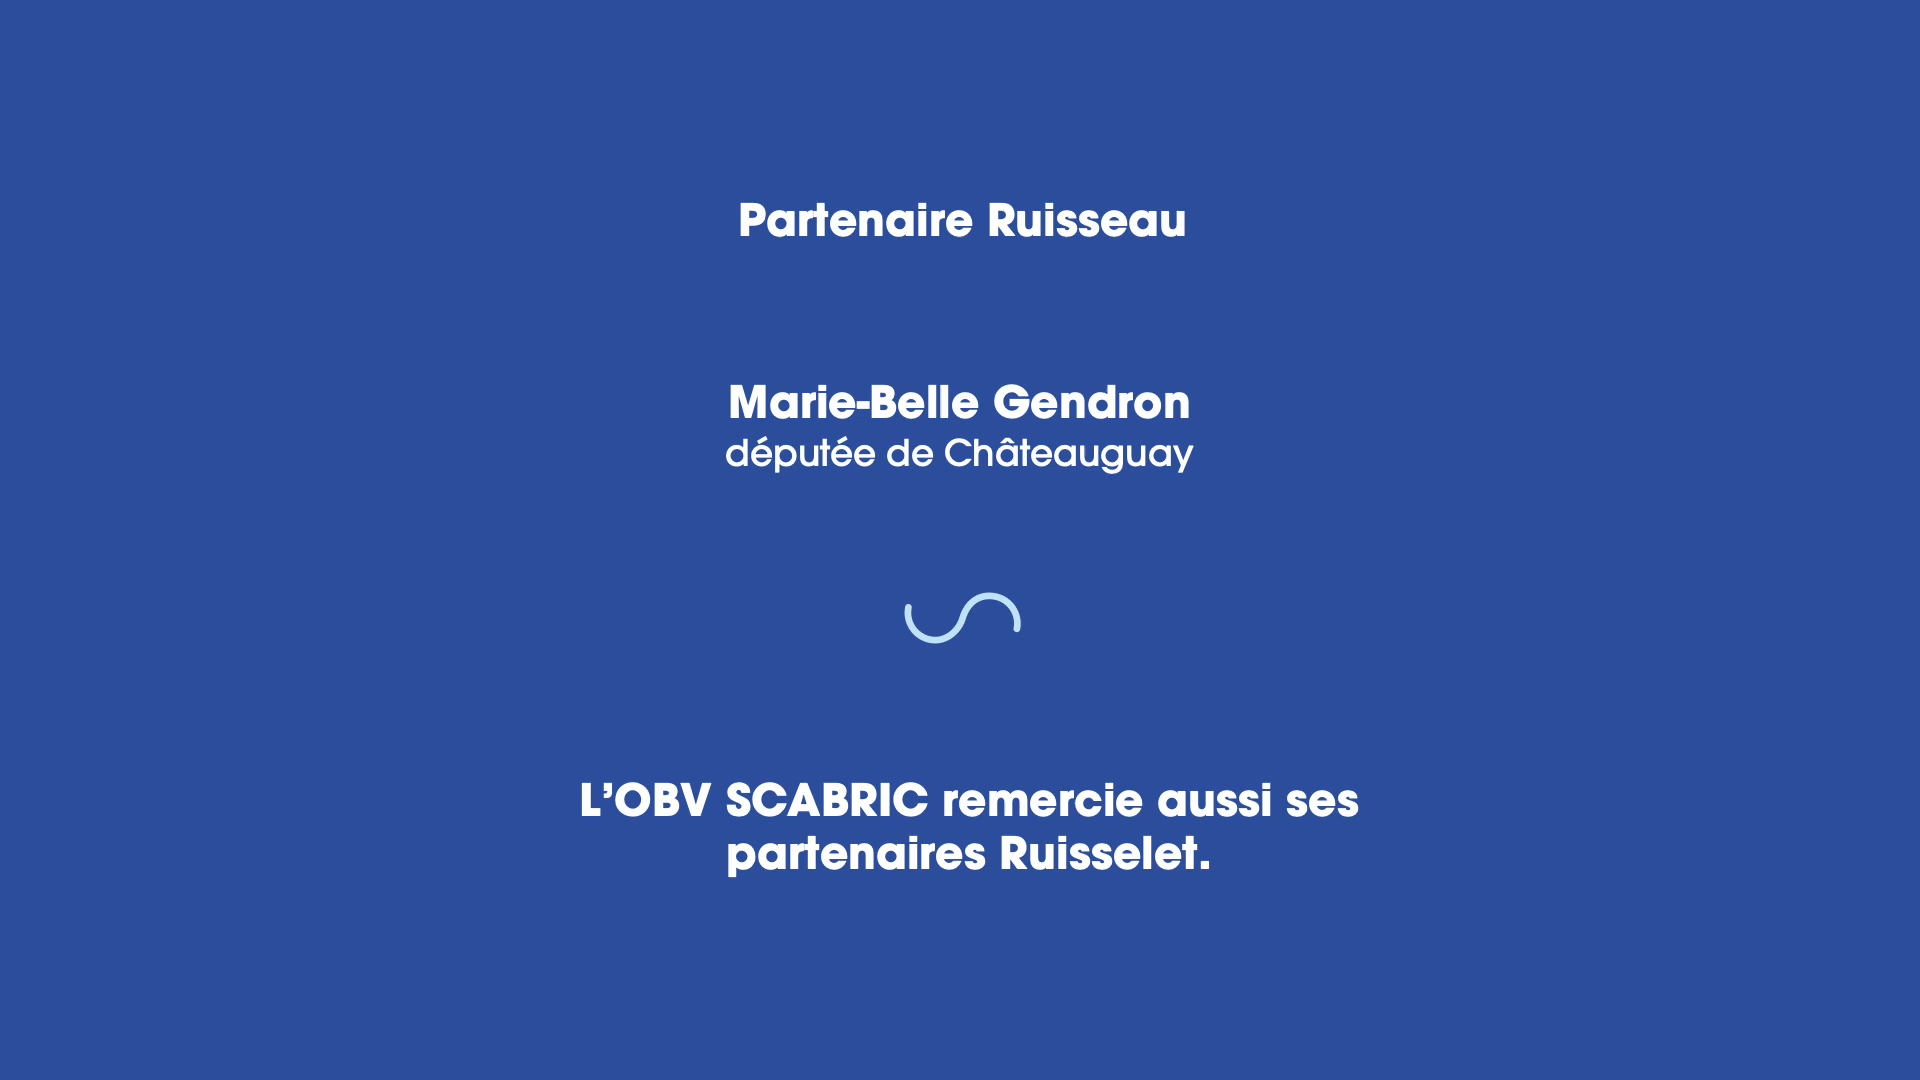 Partenaire Ruisseau
Marie-Belle Gendron
députée de Châteauguay
L’OBV SCABRIC remercie aussi ses
partenaires Ruisselet.